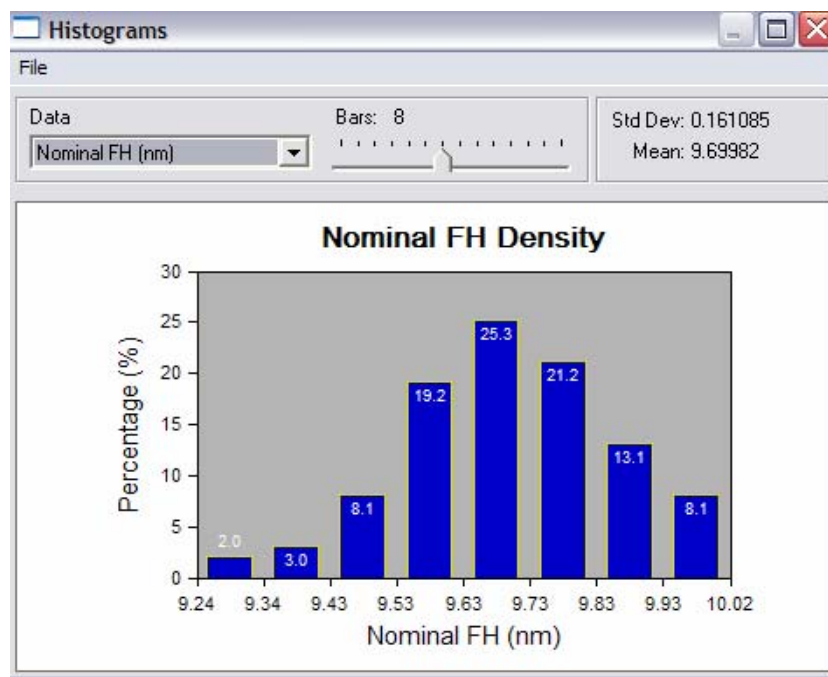 Histograms
File
Data
Bars: 8
Nominal FH (nm)
Std Dev: 0.161085
Mean: 9.69982
Nominal FH Density
Percentage (%)
30
25
20
15
10
5
0
2.0
3.0
8.1
19.2
25.3
21.2
13.1
8.1
9.24 9.34 9.43 9.53 9.63 9.73 9.83 9.93 10.02
Nominal FH (nm)